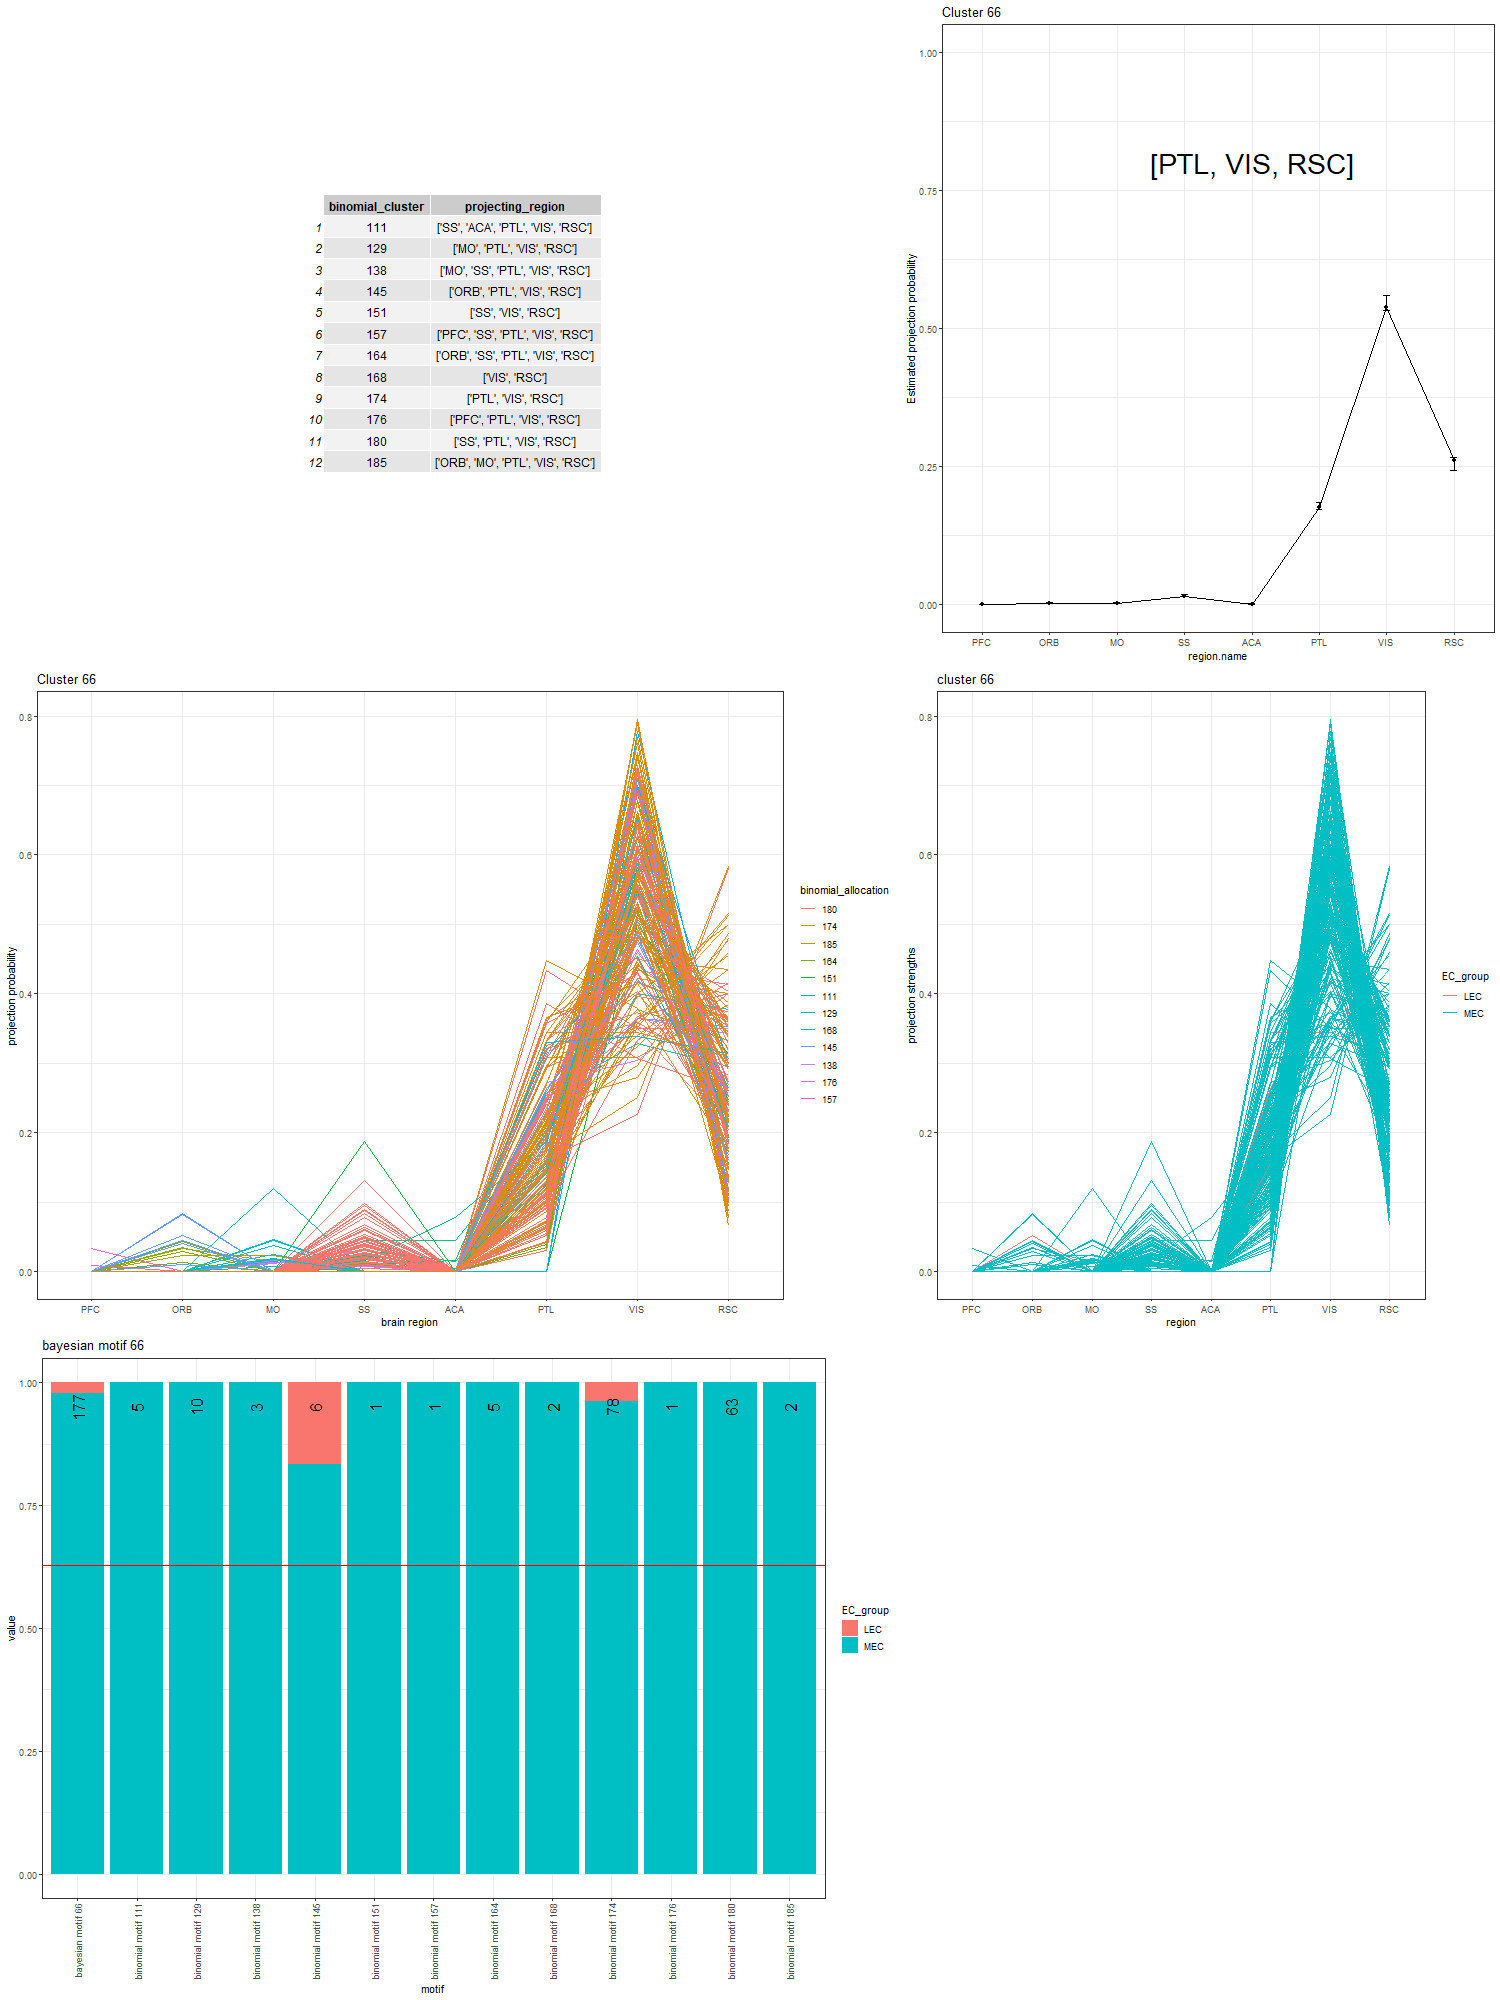 binomial_cluster projecting_region
1 111 ['SS', 'ACA', 'PTL', 'VIS', 'RSC']
2 129 ['MO', 'PTL', 'VIS', 'RSC']
3 138 ['MO', 'SS', 'PTL', 'VIS', 'RSC']
4 145 ['ORB', 'PTL', 'VIS', 'RSC']
5 151 ['SS', 'VIS', 'RSC']
6 157 ['PFC', 'SS', 'PTL', 'VIS', 'RSC']
7 164 ['ORB', 'SS', 'PTL', 'VIS', 'RSC']
8 168 ['VIS', 'RSC']
9 174 ['PTL', 'VIS', 'RSC']
10 176 ['PFC', 'PTL', 'VIS', 'RSC']
11 180 ['SS', 'PTL', 'VIS', 'RSC']
12 185 ['ORB', 'MO', 'PTL', 'VIS', 'RSC']
Cluster 66
[PTL, VIS, RSC]
Estimated projection probability
1.00
0.75
0.50
0.25
0.00
PFC ORB MO SS ACA PTL VIS RSC
region.name
Cluster 66
projection probability
0.8
0.6
0.4
0.2
0.0
PFC ORB MO SS ACA PTL VIS RSC
brain region
binomial_allocation
180
174
185
164
151
111
129
168
145
138
176
157
cluster 66
projection strengths
0.8
0.6
0.4
0.2
0.0
PFC ORB MO SS ACA PTL VIS RSC
region
EC_group
LEC
MEC
bayesian motif 66
value
1.00
0.75
0.50
0.25
0.00
177 5 10 3 6 1 1 5 2 78 1 63 2
bayesian motif 66
binomial motif 111
binomial motif 129
binomial motif 138
binomial motif 145
binomial motif 151
binomial motif 157
binomial motif 164
binomial motif 168
binomial motif 174
binomial motif 176
binomial motif 180
binomial motif 185
motif
EC_group
LEC
MEC